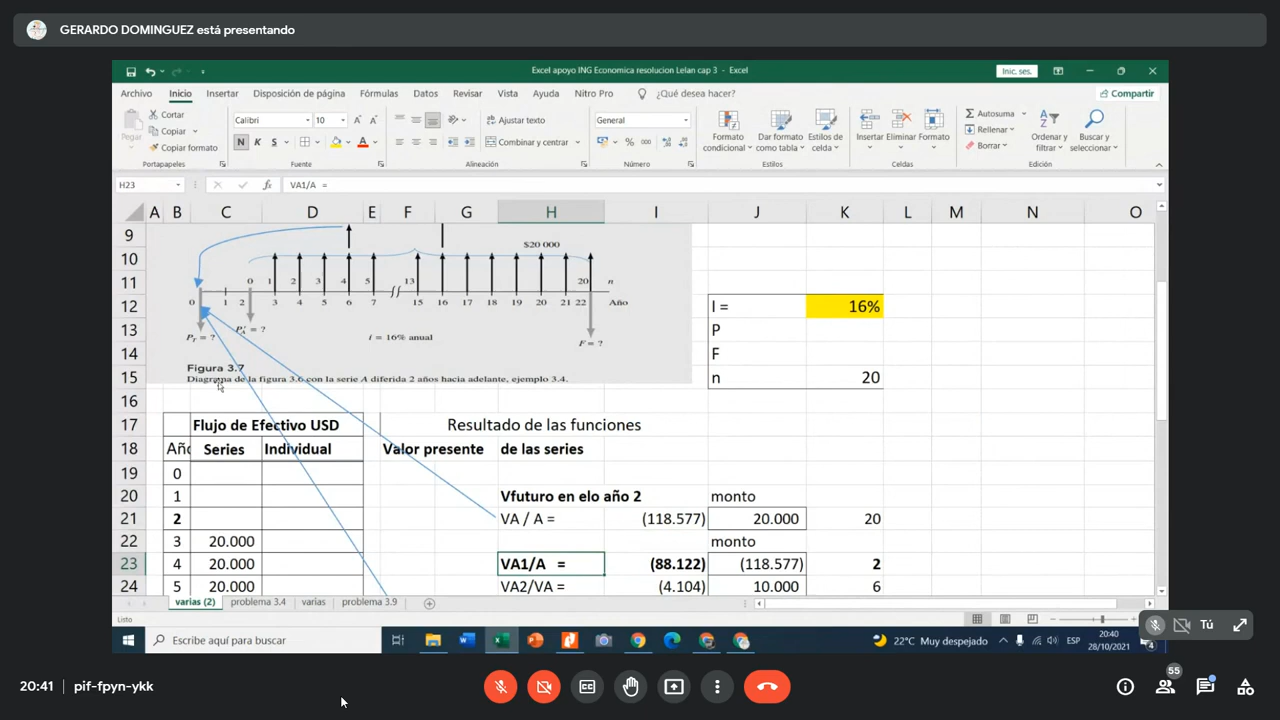 GERARDO DOMINGUEZ está presentando
Excel apoyo ING Economica resolucion Lelan cap 3 - Excel
Inic. ses.
Archivo Inicio Insertar Disposición de página Fórmulas Datos Revisar Vista Ayuda Nitro Pro ¿Qué desea hacer? Compartir
Pegar
Cortar
Copiar
Copiar formato
Portapapeles
Calibri 10
N K S
Fuente
Ajustar texto
Combinar y centrar
Alineación
General
% 000
Número
Formato condicional
Dar formato como tabla
Estilos de celda
Estilos
Insertar Eliminar Formato
Celdas
Autosuma
Rellenar
Borrar
Ordenar y filtrar
Buscar y seleccionar
Edición
H23 fx VA1/A =
A B C D E F G H I J K L M N O
9
10 $20 000
11 0 1 2 3 4 5 13 20 n
12 0 1 2 3 4 5 6 7 15 16 17 18 19 20 21 22 Año I = 16%
13 P
i = 16% anual F = ?
14 F
Figura 3.7
15 Diagrama de la figura 3.6 con la serie A diferida 2 años hacia adelante, ejemplo 3.4. n 20
16
17 Flujo de Efectivo USD Resultado de las funciones
18 Añc Series Individual Valor presente de las series
19 0
20 1 Vfuturo en elo año 2 monto
21 2 VA / A = (118.577) 20.000 20
22 3 20.000 monto
23 4 20.000 VA1/A = (88.122) (118.577) 2
24 5 20.000 VA2/VA = (4.104) 10.000 6
varias (2) problema 3.4 varias problema 3.9
Listo
Escribe aquí para buscar
22°C Muy despejado
ESP
20:40
28/10/2021
4
Tú
20:41 | pif-fpyn-ykk
55